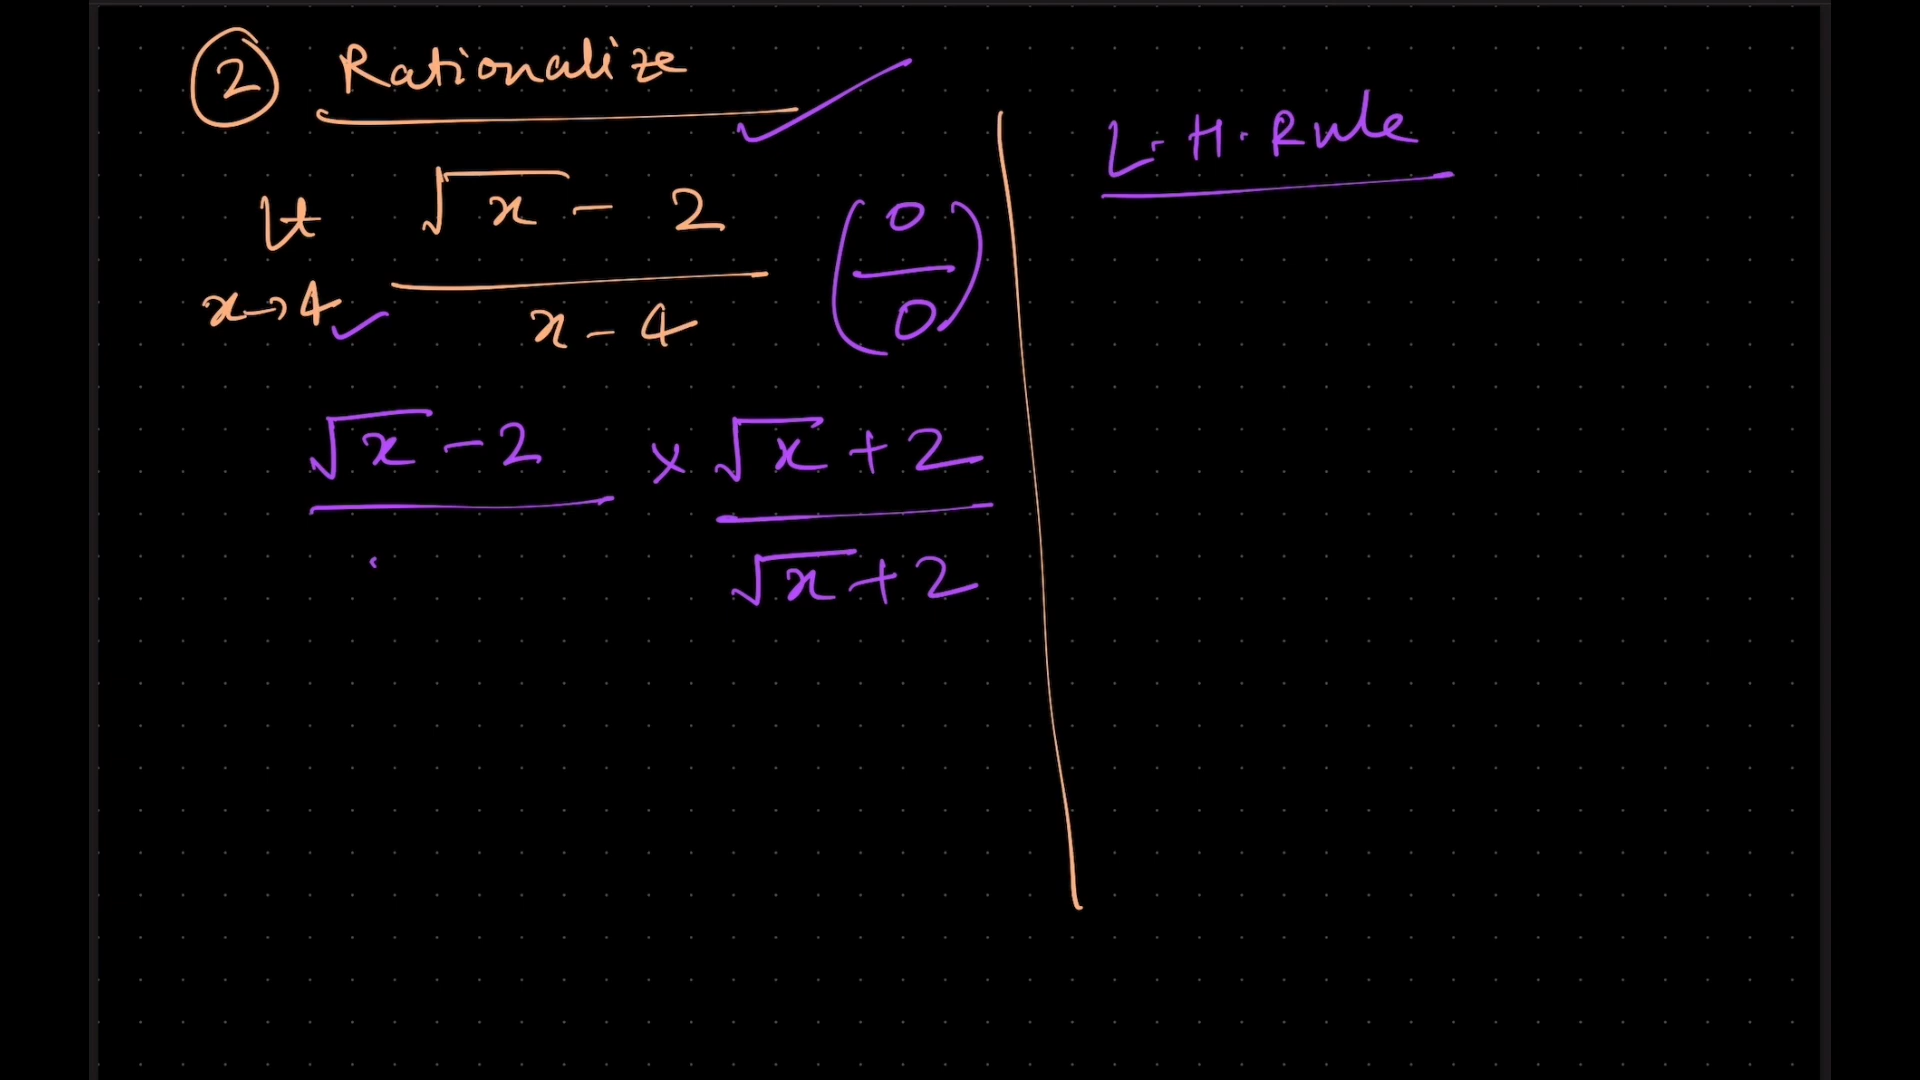 ② Rationalize
lt √x - 2 (0
x→4 x - 4 0)
√x - 2 × √x + 2
√x + 2
L.H.Rule